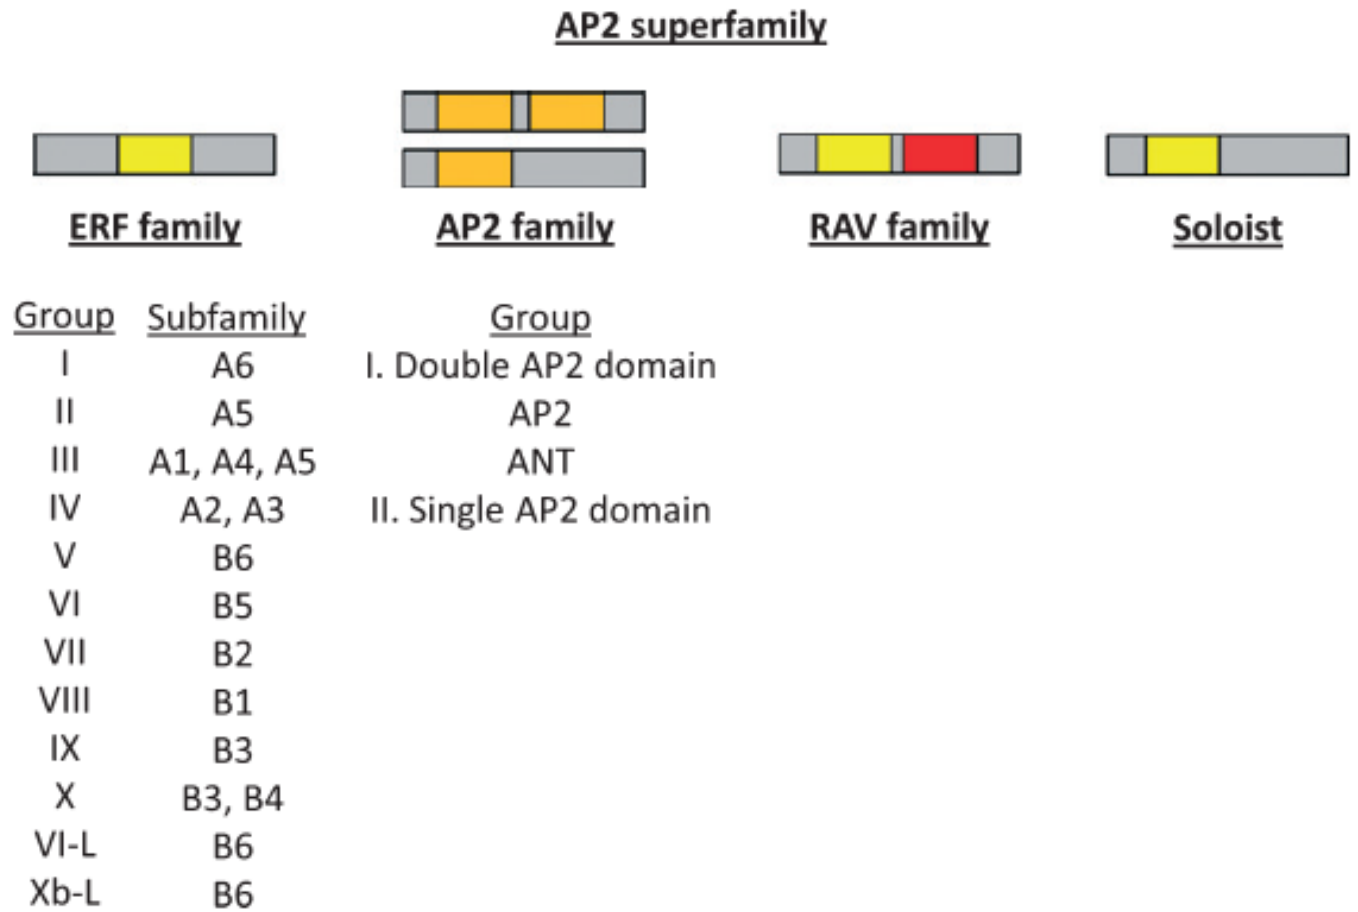 AP2 superfamily
ERF family AP2 family RAV family Soloist
Group Subfamily Group
I A6 I. Double AP2 domain
II A5 AP2
III A1, A4, A5 ANT
IV A2, A3 II. Single AP2 domain
V B6
VI B5
VII B2
VIII B1
IX B3
X B3, B4
VI-L B6
Xb-L B6